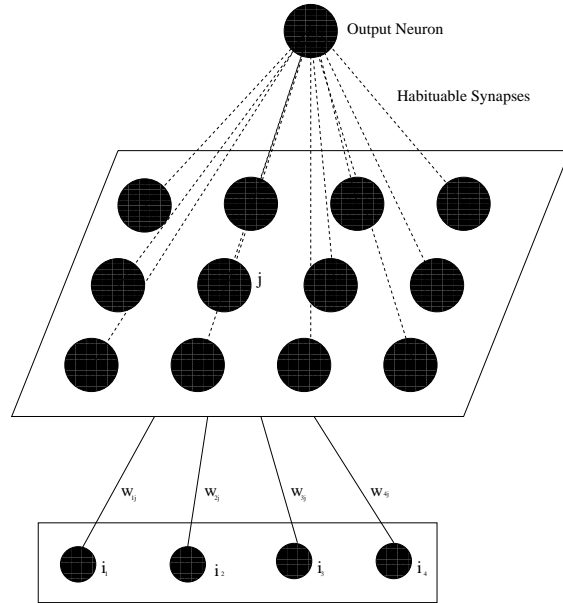 Output Neuron
Habituable Synapses
j
w1j w2j w3j w4j
i1 i2 i3 i4